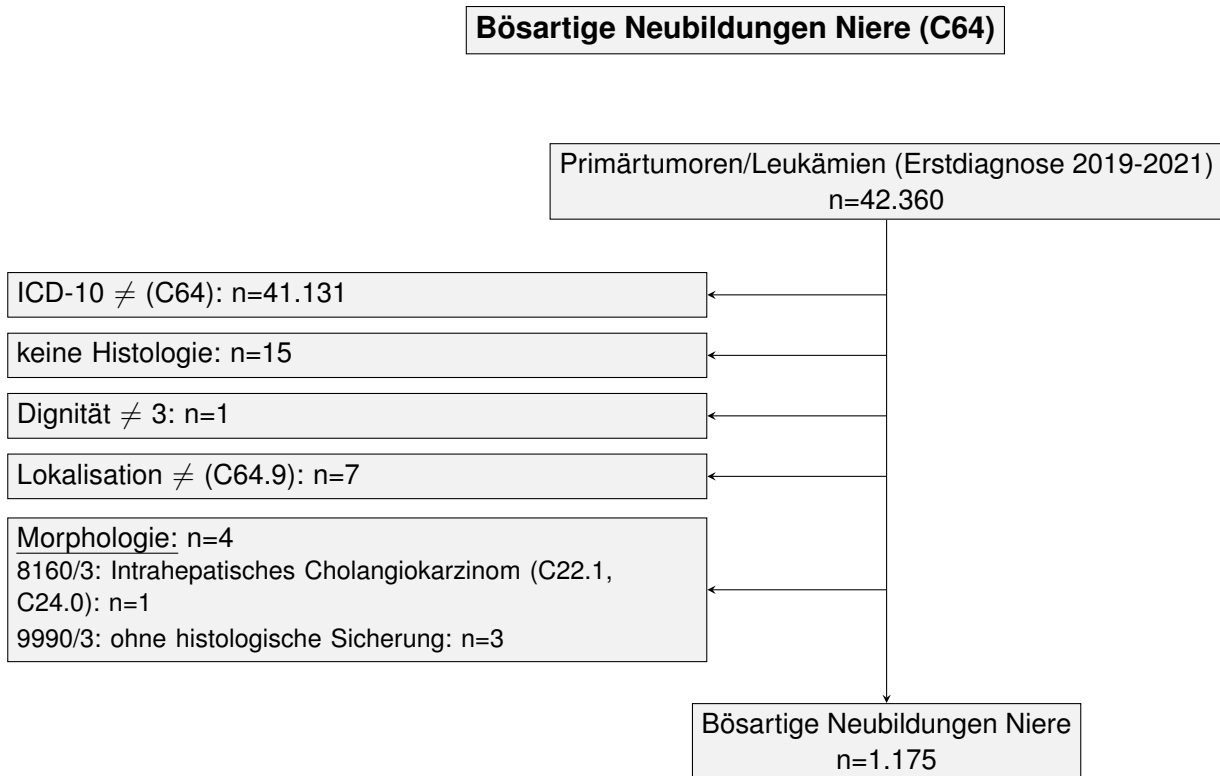 Bösartige Neubildungen Niere (C64)
Primärtumoren/Leukämien (Erstdiagnose 2019-2021)
n=42.360
ICD-10 ≠ (C64): n=41.131
keine Histologie: n=15
Dignität ≠ 3: n=1
Lokalisation ≠ (C64.9): n=7
Morphologie: n=4
8160/3: Intrahepatisches Cholangiokarzinom (C22.1,
C24.0): n=1
9990/3: ohne histologische Sicherung: n=3
Bösartige Neubildungen Niere
n=1.175